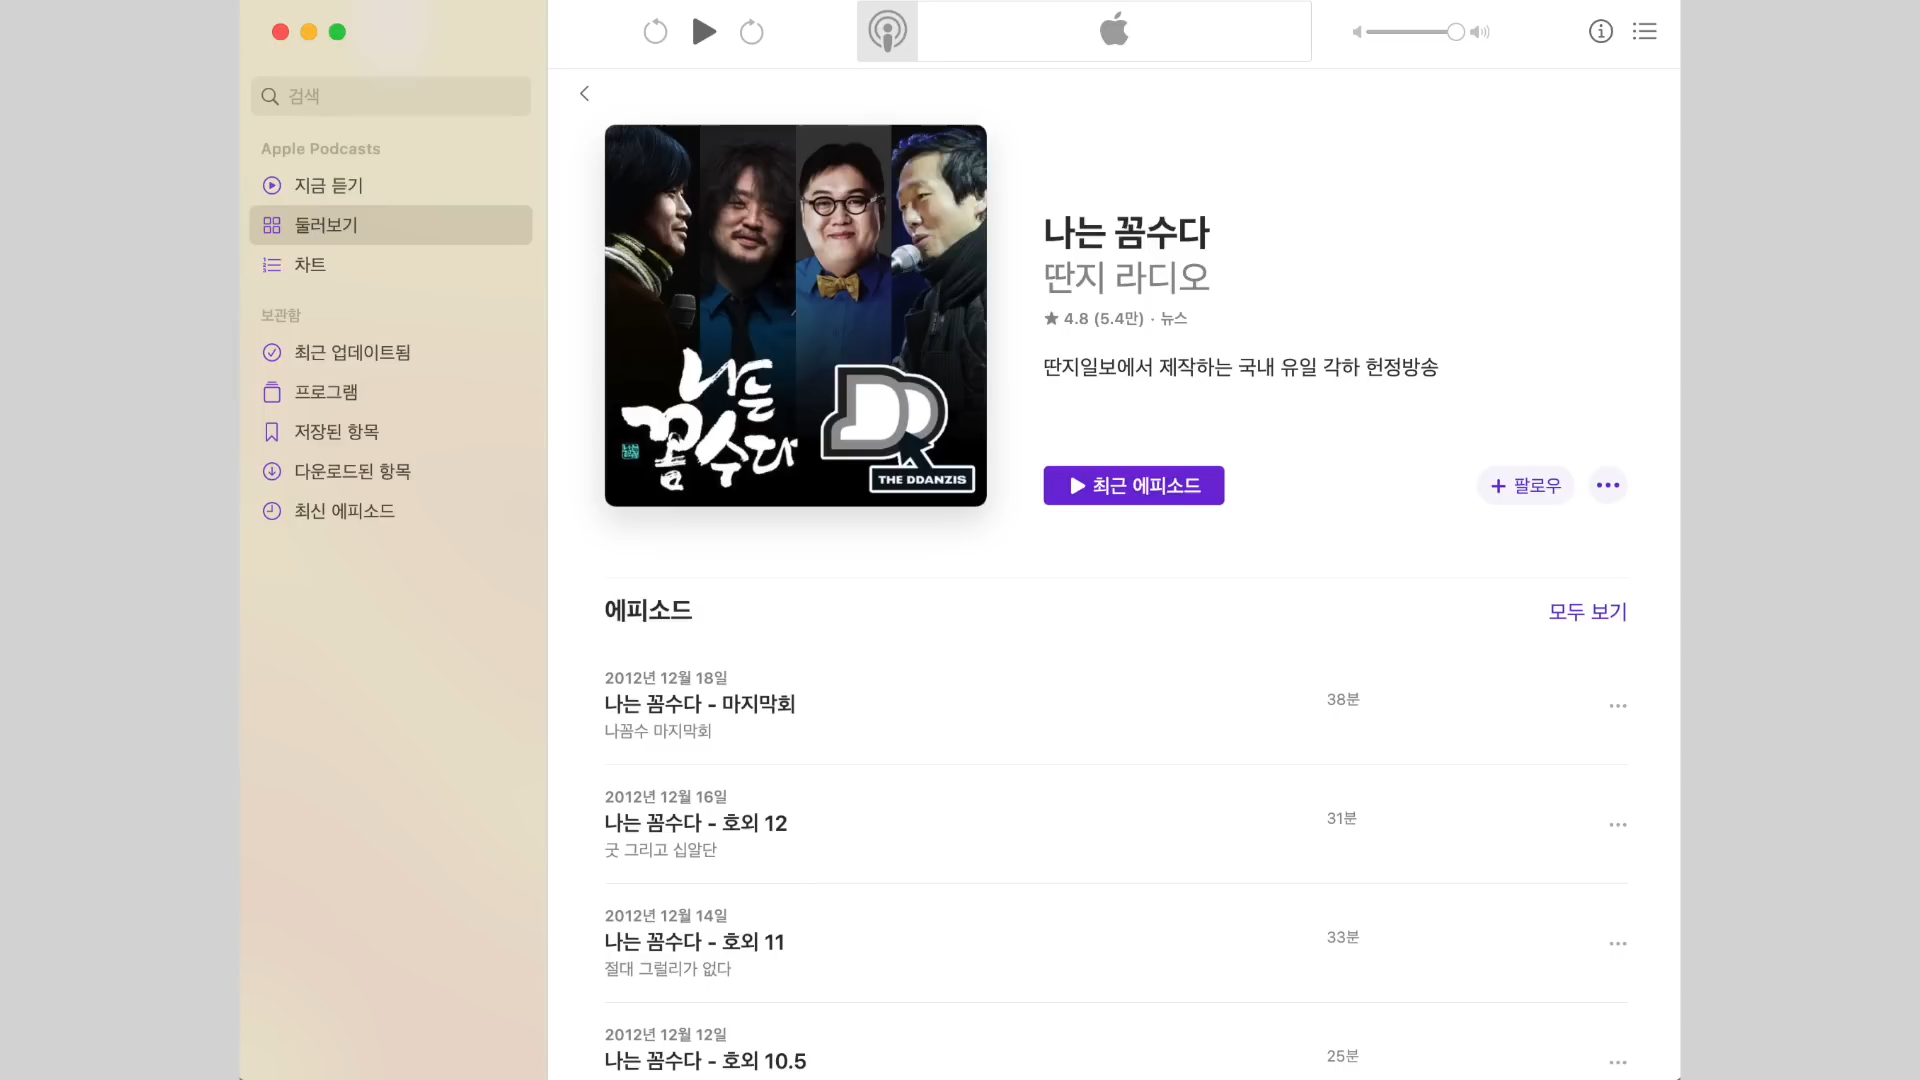 검색
Apple Podcasts
지금 듣기
둘러보기
차트
보관함
최근 업데이트됨
프로그램
저장된 항목
다운로드된 항목
최신 에피소드
나는
꼼수다
THE DDANZIS
나는 꼼수다
딴지 라디오
★ 4.8 (5.4만) · 뉴스
딴지일보에서 제작하는 국내 유일 각하 헌정방송
최근 에피소드
+ 팔로우
에피소드
모두 보기
2012년 12월 18일
나는 꼼수다 - 마지막회
나꼼수 마지막회
38분
2012년 12월 16일
나는 꼼수다 - 호외 12
굿 그리고 십알단
31분
2012년 12월 14일
나는 꼼수다 - 호외 11
절대 그럴리가 없다
33분
2012년 12월 12일
나는 꼼수다 - 호외 10.5
25분